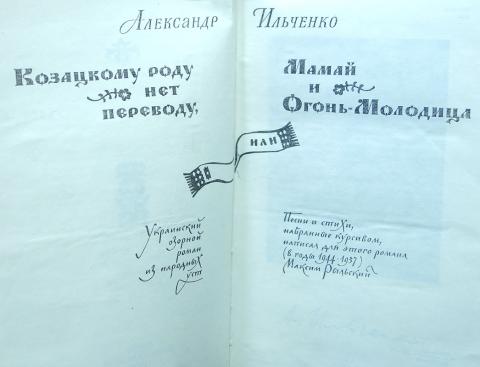 Александр Ильченко
Козацкому роду
нет
переводу,
или
Мамай
и
Огонь-Молодица
Украинский
озорной
роман
из народных
уст
Песни и стихи,
набранные курсивом,
написал для этого романа
(в годы 1944-1957)
Максим Рыльский